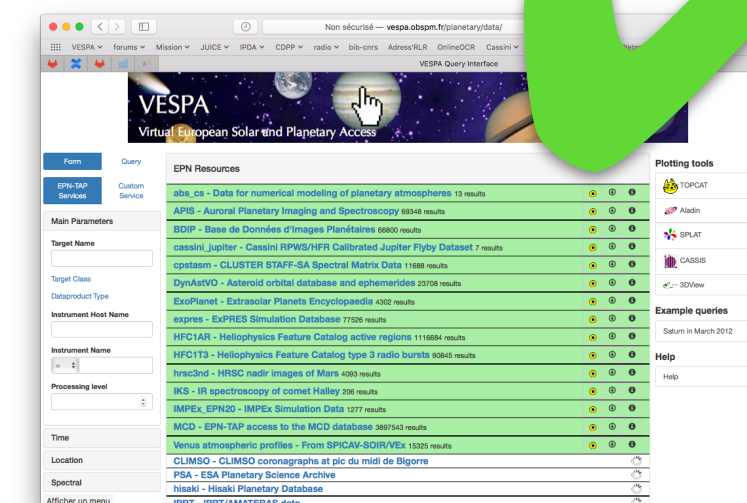 Non sécurisé — vespa.obspm.fr/planetary/data/
VESPA forums Mission JUICE IPDA CDPP radio bib-cnrs Adress'RLR OnlineOCR Cassini
VESPA Query Interface
VESPA
Virtual European Solar and Planetary Access
Form Query
EPN-TAP Services Custom Service
Main Parameters
Target Name
Target Class
Dataproduct Type
Instrument Host Name
Instrument Name
=
Processing level
Time
Location
Spectral
Afficher un menu
EPN Resources
abs_cs - Data for numerical modeling of planetary atmospheres 13 results
APIS - Auroral Planetary Imaging and Spectroscopy 69348 results
BDIP - Base de Données d'Images Planétaires 66800 results
cassini_jupiter - Cassini RPWS/HFR Calibrated Jupiter Flyby Dataset 7 results
cpstasm - CLUSTER STAFF-SA Spectral Matrix Data 11688 results
DynAstVO - Asteroid orbital database and ephemerides 23708 results
ExoPlanet - Extrasolar Planets Encyclopaedia 4302 results
expres - ExPRES Simulation Database 77526 results
HFC1AR - Heliophysics Feature Catalog active regions 1116684 results
HFC1T3 - Heliophysics Feature Catalog type 3 radio bursts 90845 results
hrsc3nd - HRSC nadir images of Mars 4093 results
IKS - IR spectroscopy of comet Halley 206 results
IMPEx_EPN20 - IMPEx Simulation Data 1277 results
MCD - EPN-TAP access to the MCD database 3897543 results
Venus atmospheric profiles - From SPICAV-SOIR/VEx 15325 results
CLIMSO - CLIMSO coronagraphs at pic du midi de Bigorre
PSA - ESA Planetary Science Archive
hisaki - Hisaki Planetary Database
IPRT - IPRT/AMATERAS data
Plotting tools
TOPCAT
Aladin
SPLAT
CASSIS
3DView
Example queries
Saturn in March 2012
Help
Help